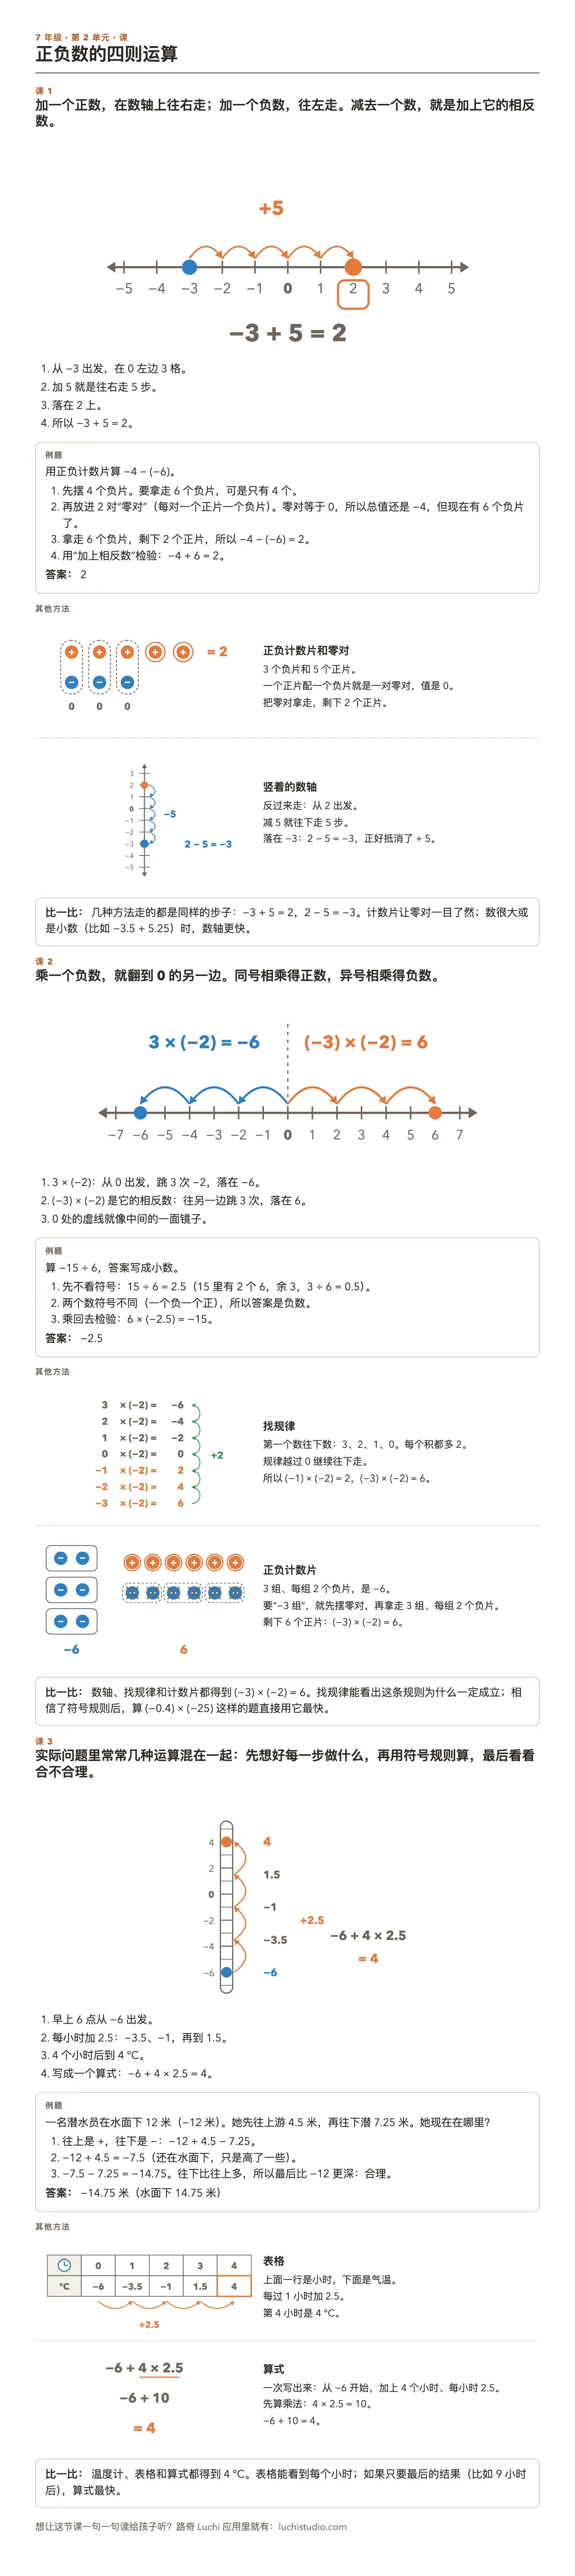 7 年级 · 第 2 单元 · 课
正负数的四则运算
课 1
加一个正数，在数轴上往右走；加一个负数，往左走。减去一个数，就是加上它的相反
数。
+5
−5 −4 −3 −2 −1 0 1 2 3 4 5
−3 + 5 = 2
1. 从 −3 出发，在 0 左边 3 格。
2. 加 5 就是往右走 5 步。
3. 落在 2 上。
4. 所以 −3 + 5 = 2。
例题
用正负计数片算 −4 − (−6)。
1. 先摆 4 个负片。要拿走 6 个负片，可是只有 4 个。
2. 再放进 2 对“零对”（每对一个正片一个负片）。零对等于 0，所以总值还是 −4，但现在有 6 个负片
了。
3. 拿走 6 个负片，剩下 2 个正片，所以 −4 − (−6) = 2。
4. 用“加上相反数”检验：−4 + 6 = 2。
答案： 2
其他方法
+ + + + + = 2
− − −
0 0 0
正负计数片和零对
3 个负片和 5 个正片。
一个正片配一个负片就是一对零对，值是 0。
把零对拿走，剩下 2 个正片。
3
2
1
0
−1
−2
−3
−4
−5
−5
2 − 5 = −3
竖着的数轴
反过来走：从 2 出发。
减 5 就往下走 5 步。
落在 −3：2 − 5 = −3，正好抵消了 + 5。
比一比： 几种方法走的都是同样的步子：−3 + 5 = 2，2 − 5 = −3。计数片让零对一目了然；数很大或
是小数（比如 −3.5 + 5.25）时，数轴更快。
课 2
乘一个负数，就翻到 0 的另一边。同号相乘得正数，异号相乘得负数。
3 × (−2) = −6 (−3) × (−2) = 6
−7 −6 −5 −4 −3 −2 −1 0 1 2 3 4 5 6 7
1. 3 × (−2)：从 0 出发，跳 3 次 −2，落在 −6。
2. (−3) × (−2) 是它的相反数：往另一边跳 3 次，落在 6。
3. 0 处的虚线就像中间的一面镜子。
例题
算 −15 ÷ 6，答案写成小数。
1. 先不看符号：15 ÷ 6 = 2.5（15 里有 2 个 6，余 3，3 ÷ 6 = 0.5）。
2. 两个数符号不同（一个负一个正），所以答案是负数。
3. 乘回去检验：6 × (−2.5) = −15。
答案： −2.5
其他方法
3 × (−2) = −6
2 × (−2) = −4
1 × (−2) = −2
0 × (−2) = 0
−1 × (−2) = 2
−2 × (−2) = 4
−3 × (−2) = 6
+2
找规律
第一个数往下数：3、2、1、0。每个积都多 2。
规律越过 0 继续往下走。
所以 (−1) × (−2) = 2，(−3) × (−2) = 6。
− −
− −
− −
−6
+ + + + + +
− − − − − −
6
正负计数片
3 组、每组 2 个负片，是 −6。
要“−3 组”，就先摆零对，再拿走 3 组、每组 2 个负片。
剩下 6 个正片：(−3) × (−2) = 6。
比一比： 数轴、找规律和计数片都得到 (−3) × (−2) = 6。找规律能看出这条规则为什么一定成立；相
信了符号规则后，算 (−0.4) × (−25) 这样的题直接用它最快。
课 3
实际问题里常常几种运算混在一起：先想好每一步做什么，再用符号规则算，最后看看
合不合理。
4
2
0
−2
−4
−6
4
1.5
−1
−3.5
−6
+2.5
−6 + 4 × 2.5
= 4
1. 早上 6 点从 −6 出发。
2. 每小时加 2.5：−3.5、−1，再到 1.5。
3. 4 个小时后到 4 °C。
4. 写成一个算式：−6 + 4 × 2.5 = 4。
例题
一名潜水员在水面下 12 米（−12 米）。她先往上游 4.5 米，再往下潜 7.25 米。她现在在哪里？
1. 往上是 +，往下是 −：−12 + 4.5 − 7.25。
2. −12 + 4.5 = −7.5（还在水面下，只是高了一些）。
3. −7.5 − 7.25 = −14.75。往下比往上多，所以最后比 −12 更深：合理。
答案： −14.75 米（水面下 14.75 米）
其他方法
0 1 2 3 4
°C −6 −3.5 −1 1.5 4
+2.5
表格
上面一行是小时，下面是气温。
每过 1 小时加 2.5。
第 4 小时是 4 °C。
−6 + 4 × 2.5
−6 + 10
= 4
算式
一次写出来：从 −6 开始，加上 4 个小时、每小时 2.5。
先算乘法：4 × 2.5 = 10。
−6 + 10 = 4。
比一比： 温度计、表格和算式都得到 4 °C。表格能看到每个小时；如果只要最后的结果（比如 9 小时
后），算式最快。
想让这节课一句一句读给孩子听？路奇 Luchi 应用里就有：luchistudio.com